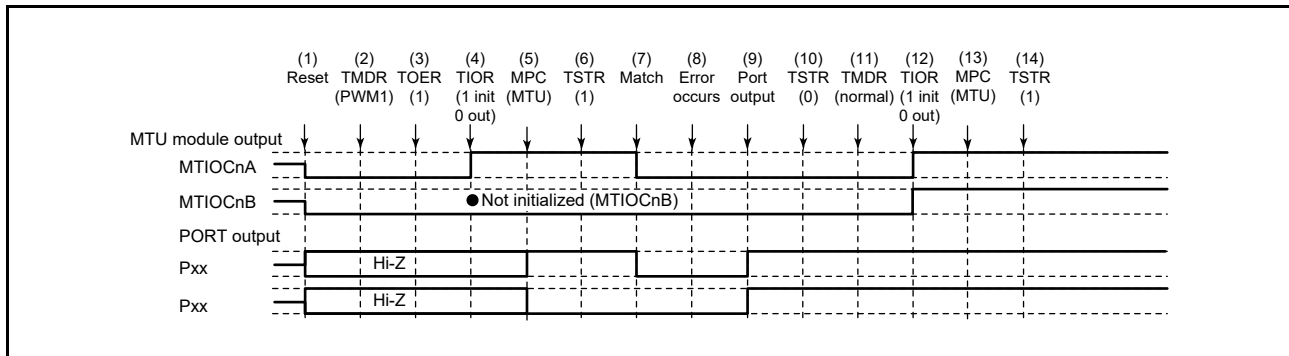 (1) (2) (3) (4) (5) (6) (7) (8) (9) (10) (11) (12) (13) (14)
Reset TMDR TOER TIOR MPC TSTR Match Error Port TSTR TMDR TIOR MPC TSTR
(PWM1) (1) (1 init (MTU) (1) occurs output (0) (normal) (1 init (MTU) (1)
0 out) 0 out)
MTU module output
MTIOCnA
MTIOCnB Not initialized (MTIOCnB)
PORT output
Pxx Hi-Z
Pxx Hi-Z